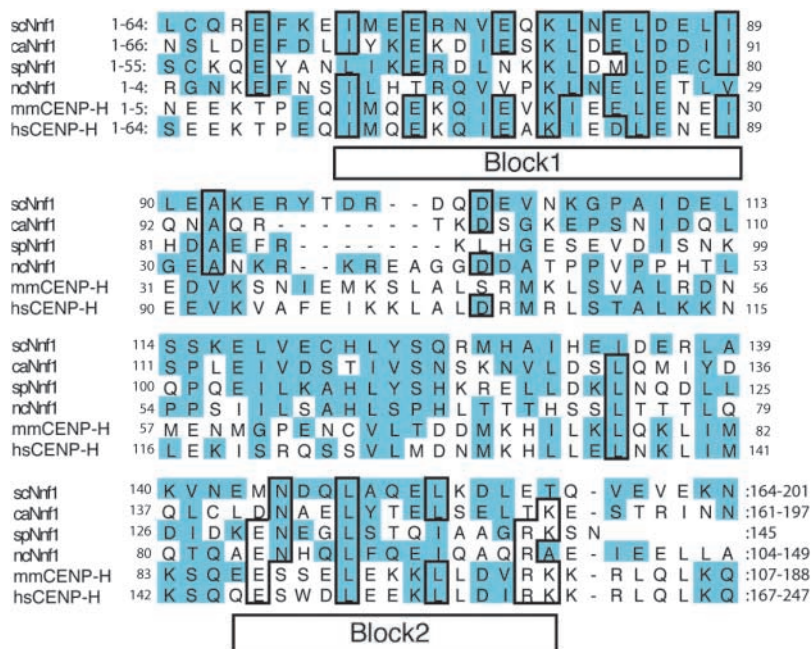 scNnf1 1-64: L C Q R E F K E I M E E R N V E Q K L N E L D E L I 89
caNnf1 1-66: N S L D E F D L I Y K E K D I E S K L D E L D D I I 91
spNnf1 1-55: S C K Q E Y A N L I K E R D L N K K L D M L D E C I 80
ncNnf1 1-4: R G N K E F N S I L H T R Q V V P K L N E L E T L V 29
mmCENP-H 1-5: N E E K T P E Q I M Q E K Q I E V K I E E L E N E I 30
hsCENP-H 1-64: S E E K T P E Q I M Q E K Q I E A K I E D L E N E I 89
Block1
scNnf1 90 L E A K E R Y T D R - - D Q D E V N K G P A I D E L 113
caNnf1 92 Q N A Q R - - - - - - - T K D S G K E P S N I D Q L 110
spNnf1 81 H D A E F R - - - - - - - K L H G E S E V D I S N K 99
ncNnf1 30 G E A N K R - - K R E A G G D D A T P P V P P H T L 53
mmCENP-H 31 E D V K S N I E M K S L A L S R M K L S V A L R D N 56
hsCENP-H 90 E E V K V A F E I K K L A L D R M R L S T A L K K N 115
scNnf1 114 S S K E L V E C H L Y S Q R M H A I H E I D E R L A 139
caNnf1 111 S P L E I V D S T I V S N S K N V L D S L Q M I Y D 136
spNnf1 100 Q P Q E I L K A H L Y S H K R E L L D K L N Q D L L 125
ncNnf1 54 P P S I I L S A H L S P H L T T T H S S L T T T L Q 79
mmCENP-H 57 M E N M G P E N C V L T D D M K H I L K L Q K L I M 82
hsCENP-H 116 L E K I S R Q S S V L M D N M K H L L E L N K L I M 141
scNnf1 140 K V N E M N D Q L A Q E L K D L E T Q - V E V E K N :164-201
caNnf1 137 Q L C L D N A E L Y T E L S E L T K E - S T R I N N :161-197
spNnf1 126 D I D K E N E G L S T Q I A A G R K S N :145
ncNnf1 80 Q T Q A E N H Q L F Q E I Q A Q R A E - I E E L L A :104-149
mmCENP-H 83 K S Q E E S S E L E K K L L D V R K K - R L Q L K Q :107-188
hsCENP-H 142 K S Q Q E S W D L E E K L L D I R K K - R L Q L K Q :167-247
Block2